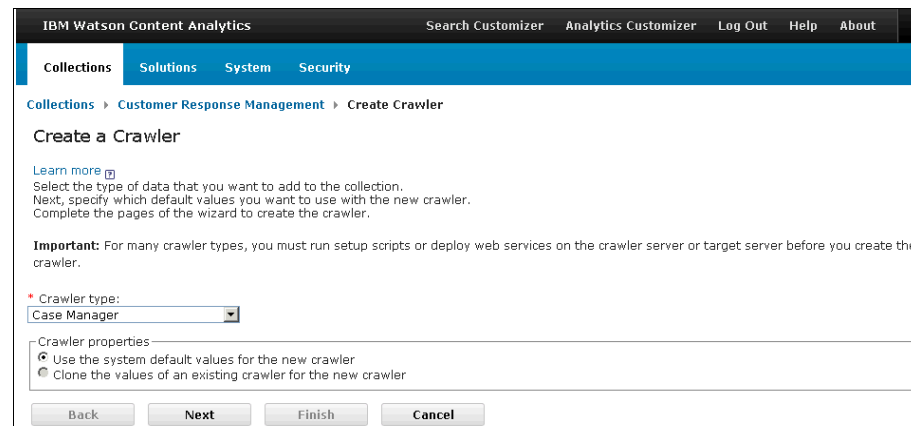 IBM Watson Content Analytics Search Customizer Analytics Customizer Log Out Help About
Collections Solutions System Security
Collections ▸ Customer Response Management ▸ Create Crawler
Create a Crawler
Learn more ?
Select the type of data that you want to add to the collection.
Next, specify which default values you want to use with the new crawler.
Complete the pages of the wizard to create the crawler.
Important: For many crawler types, you must run setup scripts or deploy web services on the crawler server or target server before you create the
crawler.
* Crawler type:
Case Manager
Crawler properties
Use the system default values for the new crawler
Clone the values of an existing crawler for the new crawler
Back Next Finish Cancel